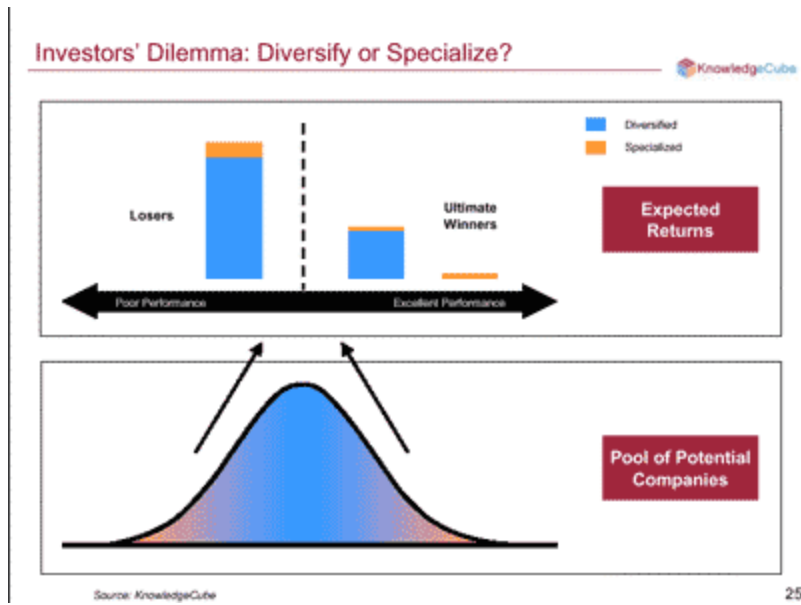 Investors' Dilemma: Diversify or Specialize?
KnowledgeCube
Diversified
Specialized
Losers
Ultimate
Winners
Expected
Returns
Poor Performance
Excellent Performance
Pool of Potential
Companies
Source: KnowledgeCube
25